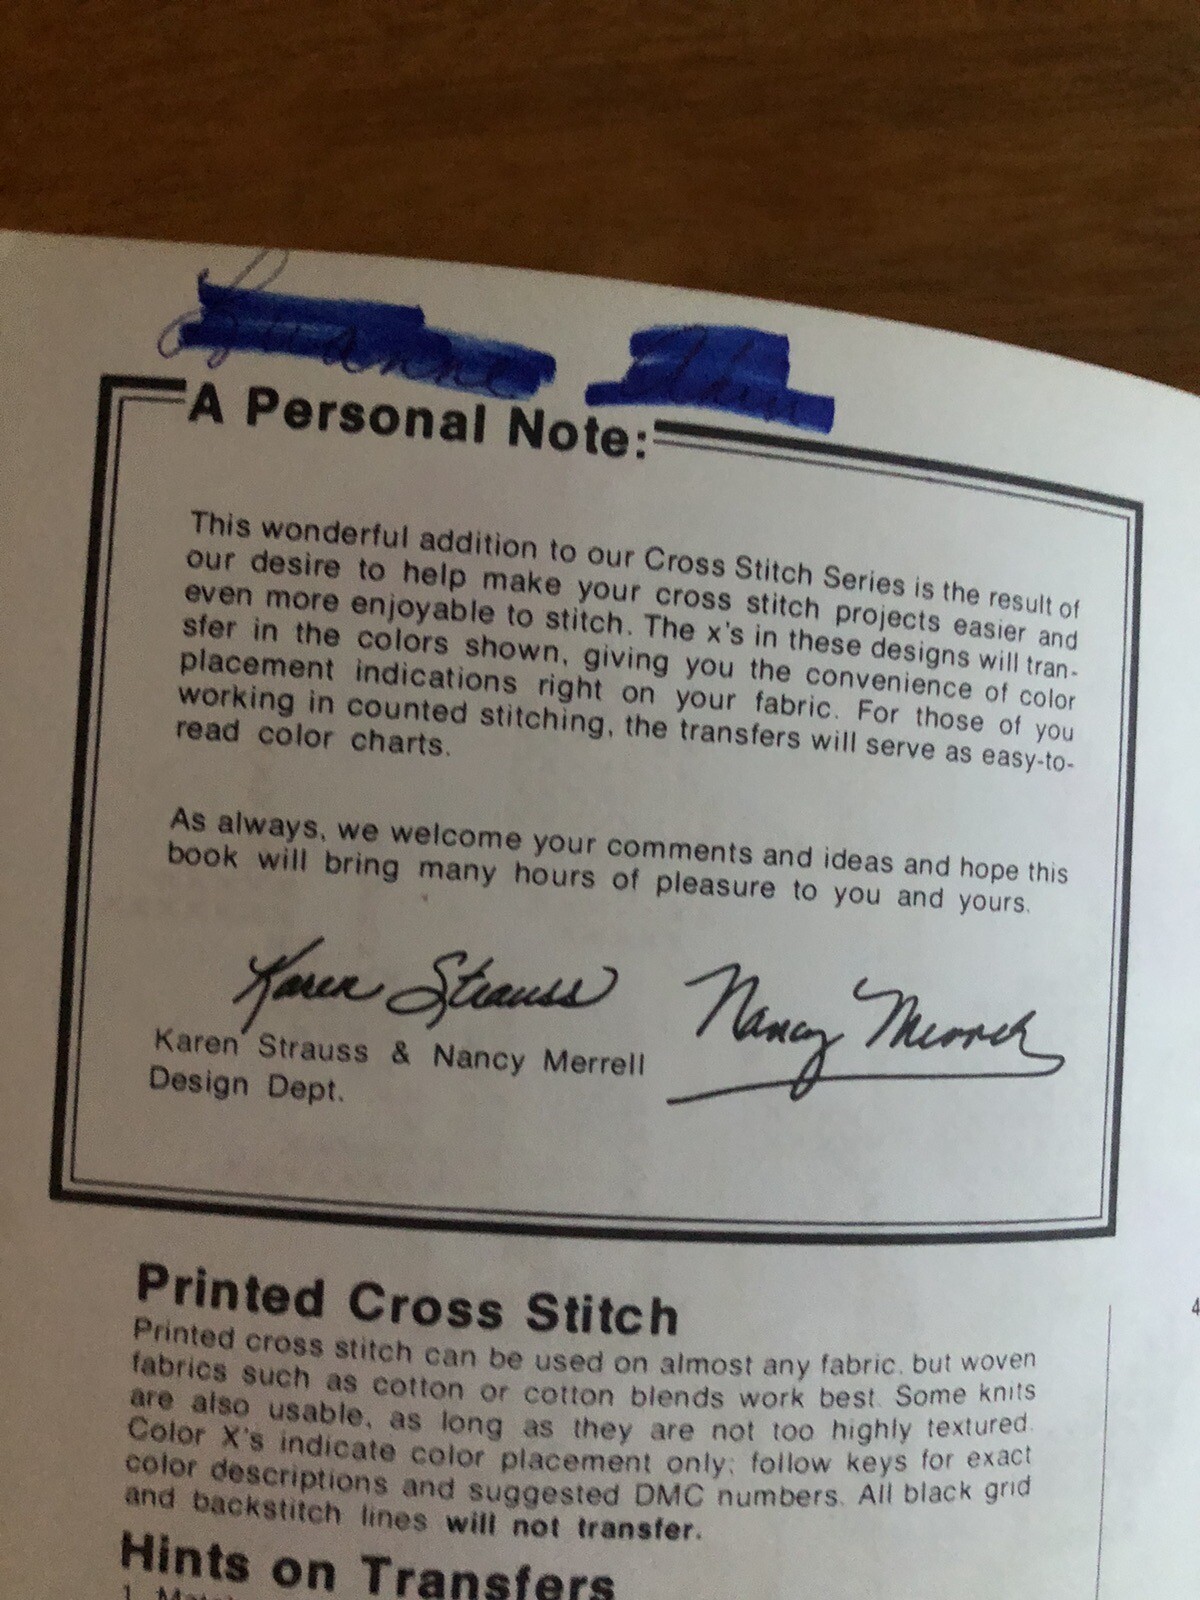 A Personal Note:
This wonderful addition to our Cross Stitch Series is the result of
our desire to help make your cross stitch projects easier and
even more enjoyable to stitch. The x's in these designs will tran-
sfer in the colors shown, giving you the convenience of color
placement indications right on your fabric. For those of you
working in counted stitching, the transfers will serve as easy-to-
read color charts.
As always, we welcome your comments and ideas and hope this
book will bring many hours of pleasure to you and yours.
Karen Strauss Nancy Merrell
Karen Strauss & Nancy Merrell
Design Dept.
Printed Cross Stitch
Printed cross stitch can be used on almost any fabric, but woven
fabrics such as cotton or cotton blends work best. Some knits
are also usable, as long as they are not too highly textured.
Color X's indicate color placement only; follow keys for exact
color descriptions and suggested DMC numbers. All black grid
and backstitch lines will not transfer.
Hints on Transfers
1.
4